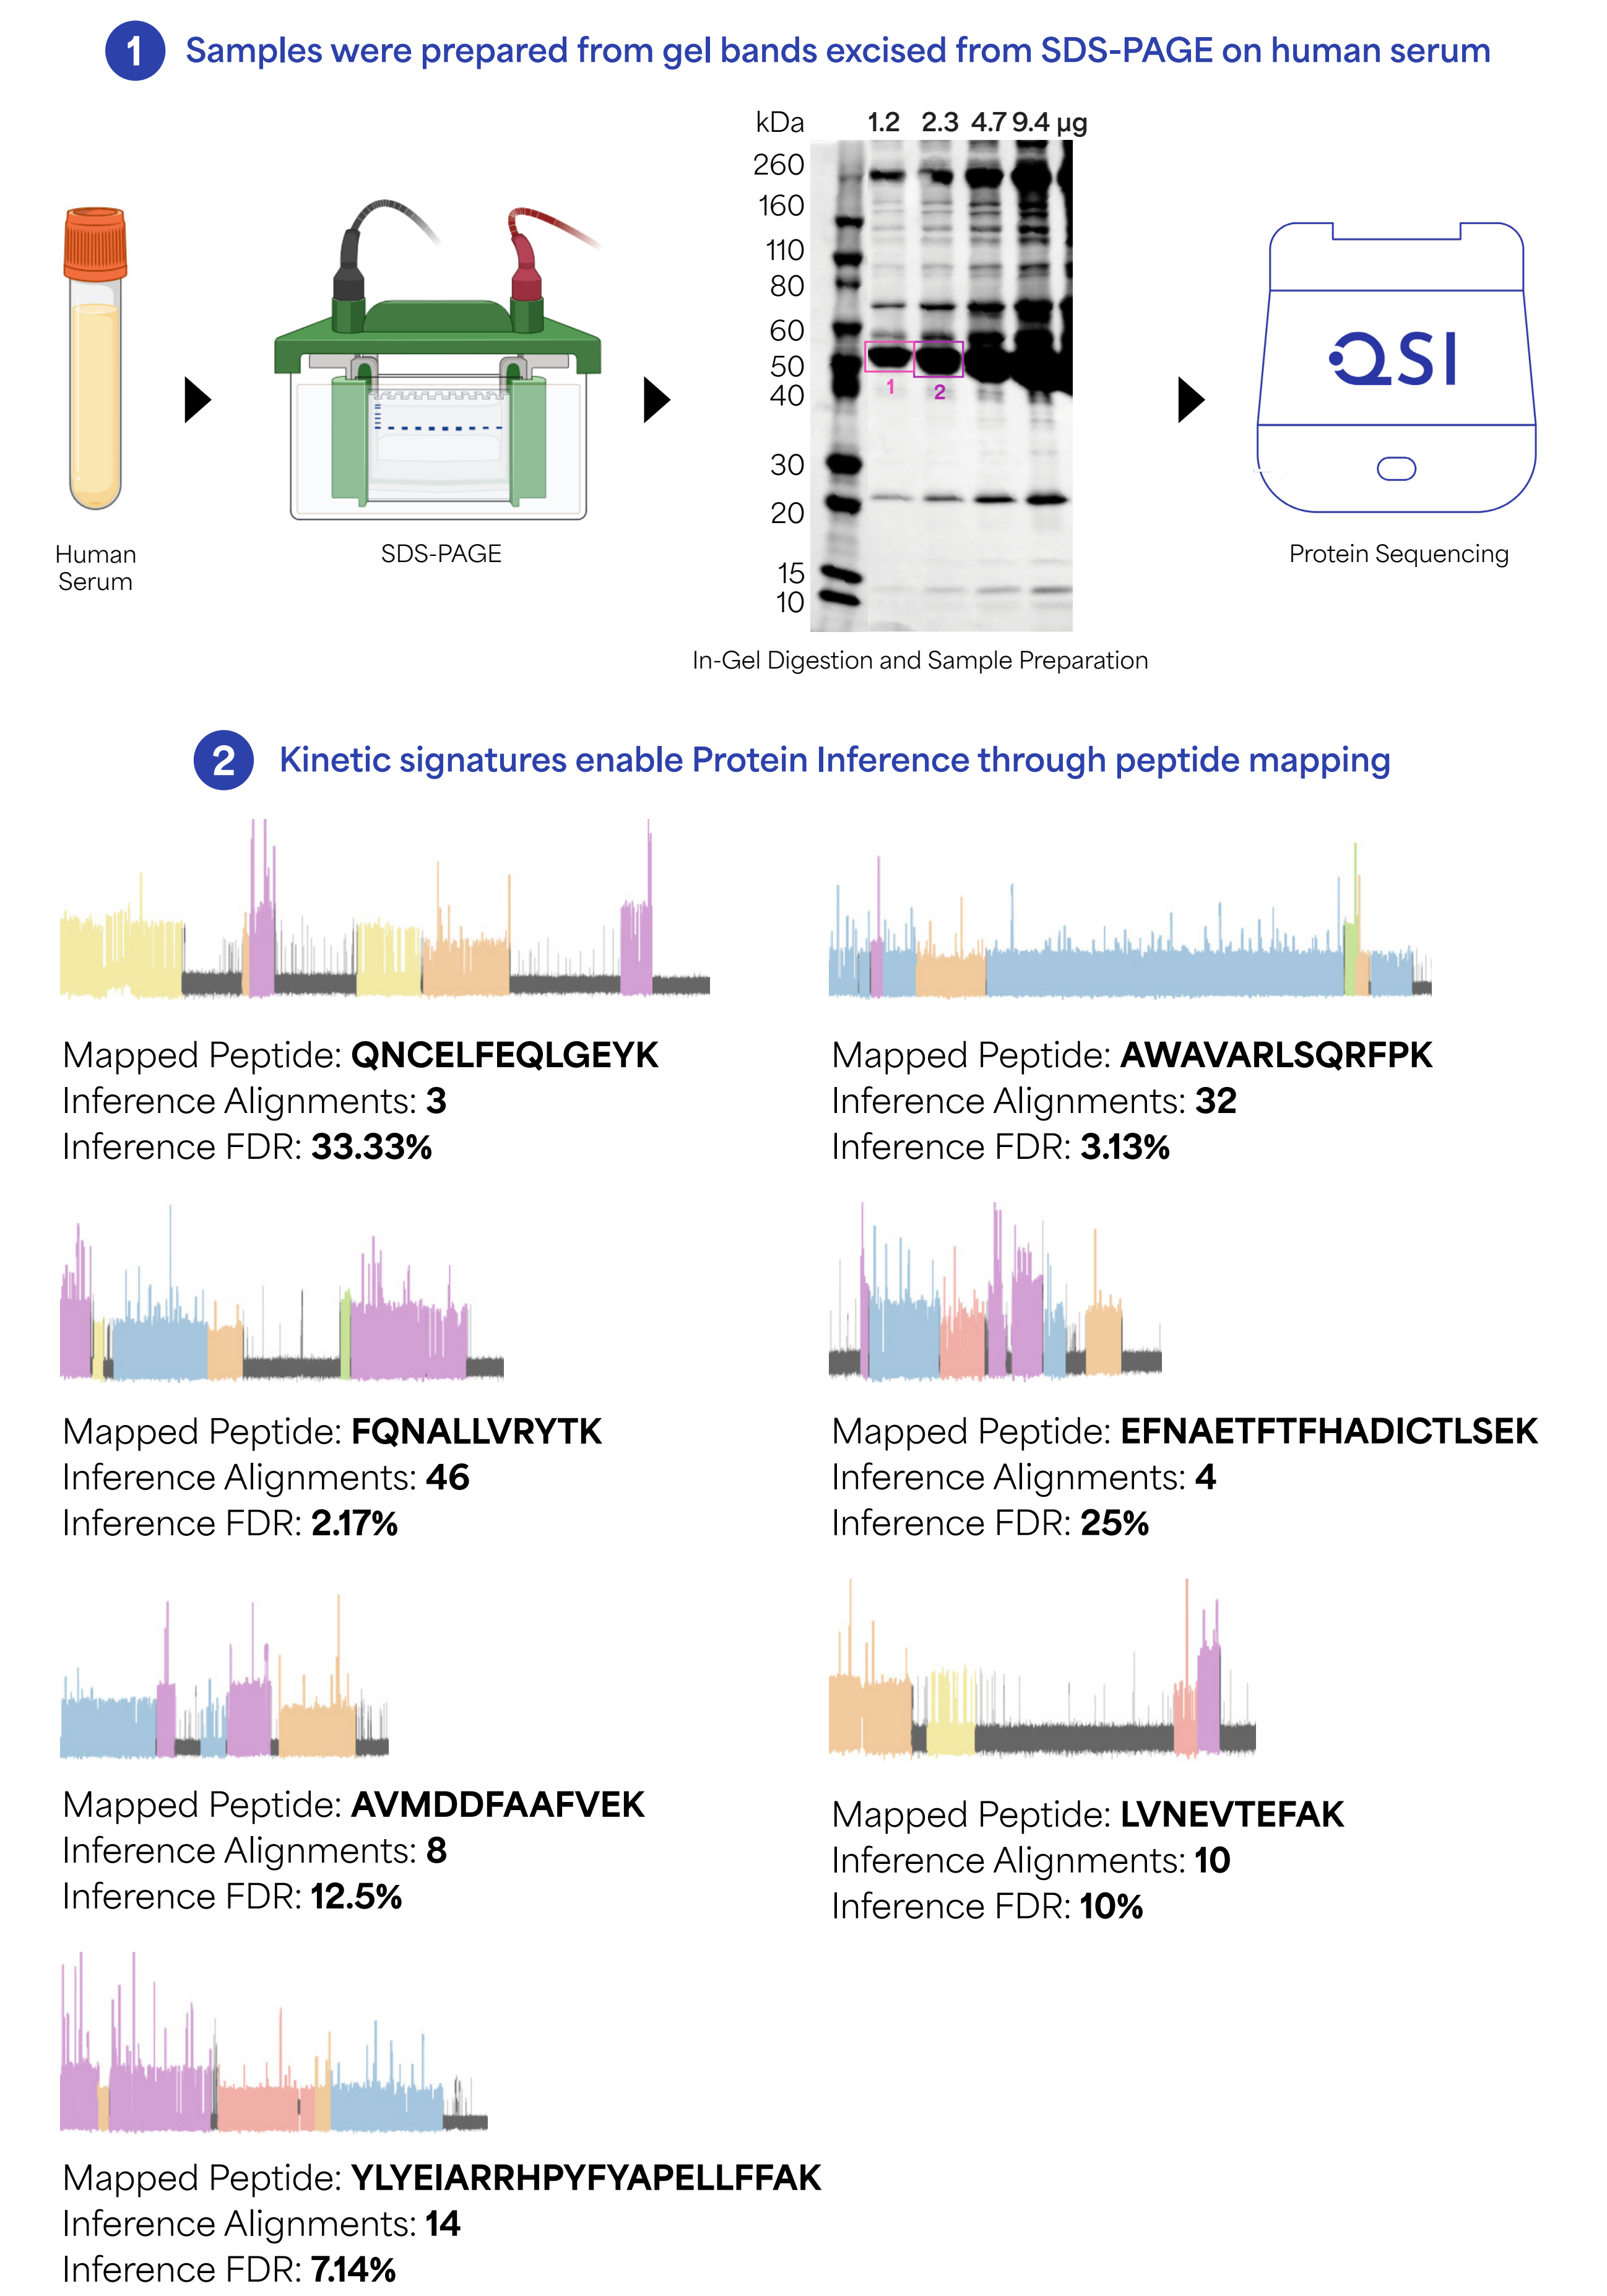 1 Samples were prepared from gel bands excised from SDS-PAGE on human serum
kDa 1.2 2.3 4.7 9.4 µg
260
160
110
80
60
50
40
30
20
15
10
1
2
QSI
Human
Serum
SDS-PAGE
Protein Sequencing
In-Gel Digestion and Sample Preparation
2 Kinetic signatures enable Protein Inference through peptide mapping
Mapped Peptide: QNCELFEQLGEYK
Inference Alignments: 3
Inference FDR: 33.33%
Mapped Peptide: AWAVARLSQRFPK
Inference Alignments: 32
Inference FDR: 3.13%
Mapped Peptide: FQNALLVRYTK
Inference Alignments: 46
Inference FDR: 2.17%
Mapped Peptide: EFNAETFTFHADICTLSEK
Inference Alignments: 4
Inference FDR: 25%
Mapped Peptide: AVMDDFAAFVEK
Inference Alignments: 8
Inference FDR: 12.5%
Mapped Peptide: LVNEVTEFAK
Inference Alignments: 10
Inference FDR: 10%
Mapped Peptide: YLYEIARRHPYFYAPELLFFAK
Inference Alignments: 14
Inference FDR: 7.14%